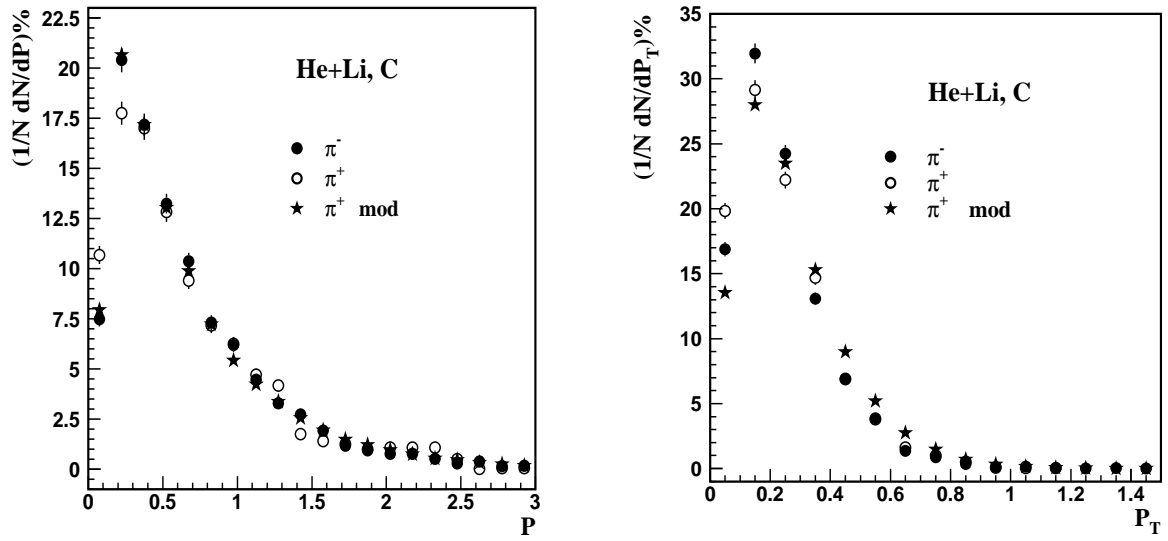 (1/N dN/dP)%
22.5
20
17.5
15
12.5
10
7.5
5
2.5
0
He+Li, C
π-
π+
π+ mod
0 0.5 1 1.5 2 2.5 3
P
(1/N dN/dP_T)%
35
30
25
20
15
10
5
0
He+Li, C
π-
π+
π+ mod
0 0.2 0.4 0.6 0.8 1 1.2 1.4
P_T